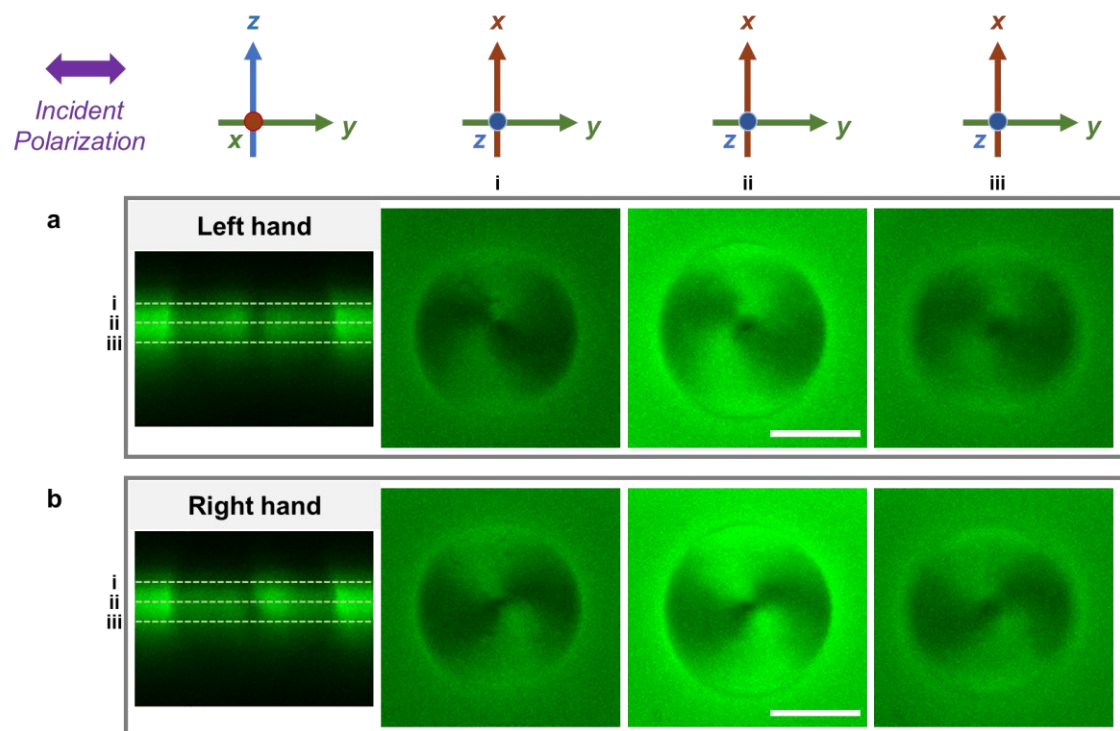 z
x
x
x
Incident
Polarization
x
y
z
y
z
y
z
y
i
ii
iii
a
Left hand
i
ii
iii
b
Right hand
i
ii
iii